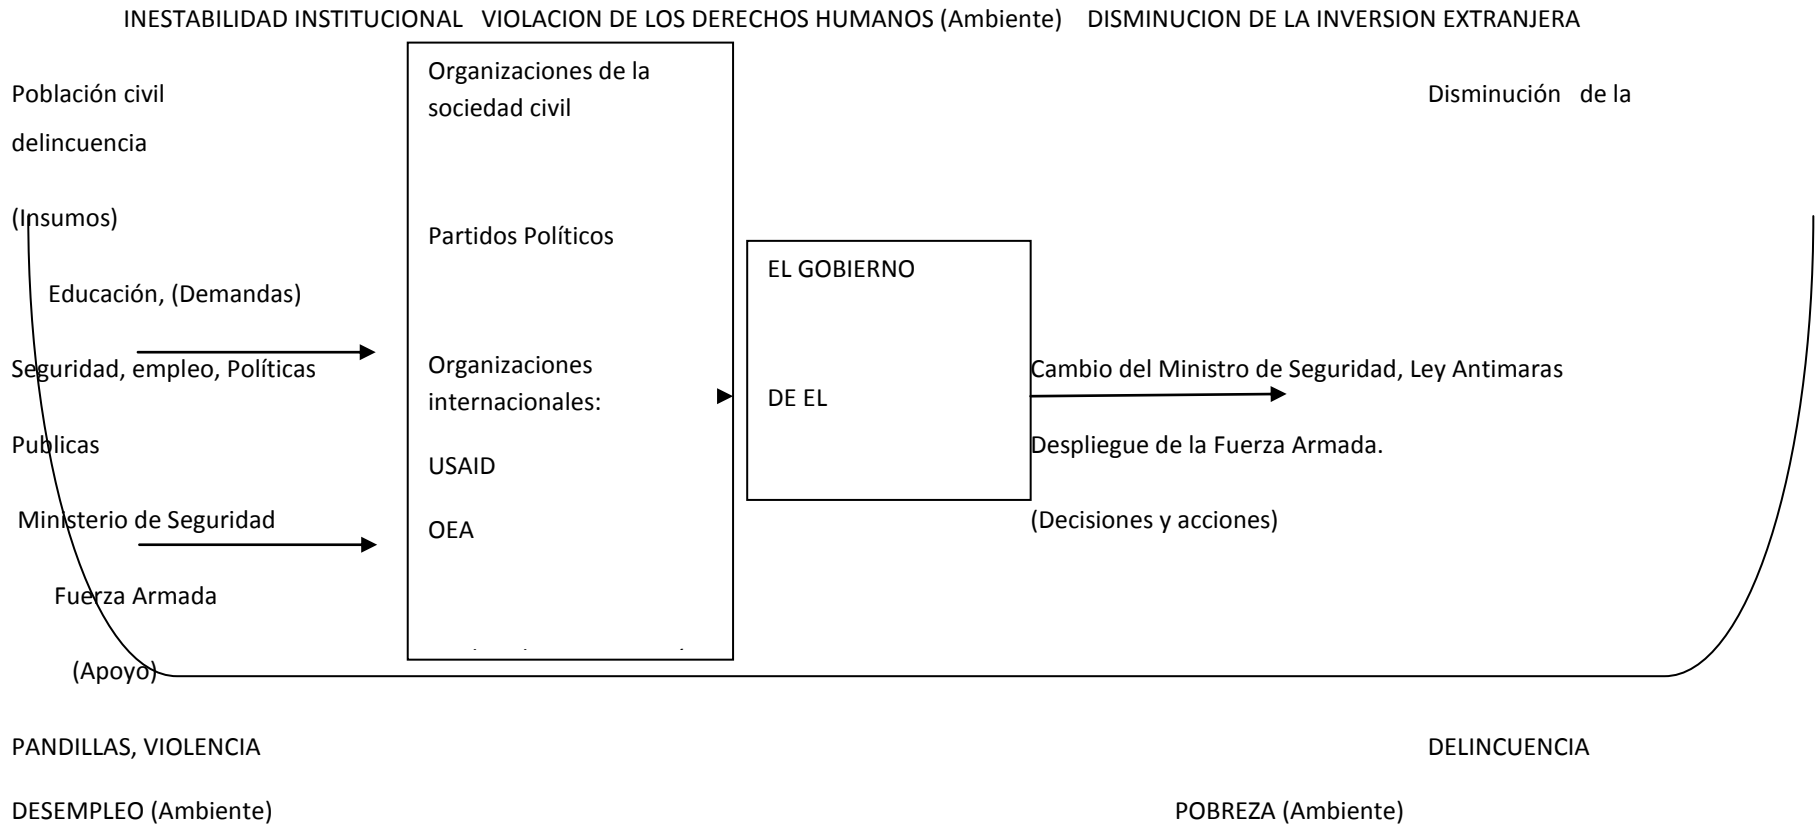 INESTABILIDAD INSTITUCIONAL VIOLACION DE LOS DERECHOS HUMANOS (Ambiente) DISMINUCION DE LA INVERSION EXTRANJERA
Población civil
Disminución de la
delincuencia
(Insumos)
Educación, (Demandas)
Seguridad, empleo, Políticas
Publicas
Ministerio de Seguridad
Fuerza Armada
(Apoyo)
Organizaciones de la
sociedad civil
Partidos Políticos
Organizaciones
internacionales:
USAID
OEA
EL GOBIERNO
DE EL
Cambio del Ministro de Seguridad, Ley Antimaras
Despliegue de la Fuerza Armada.
(Decisiones y acciones)
PANDILLAS, VIOLENCIA
DELINCUENCIA
DESEMPLEO (Ambiente)
POBREZA (Ambiente)